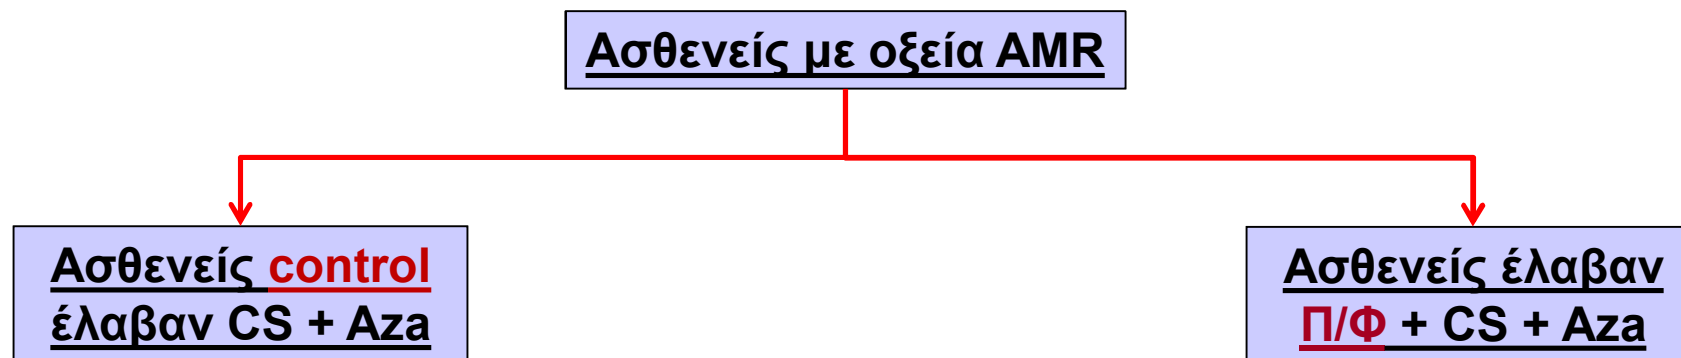 Ασθενείς με οξεία AMR
Ασθενείς control
έλαβαν CS + Aza
Ασθενείς έλαβαν
Π/Φ + CS + Aza